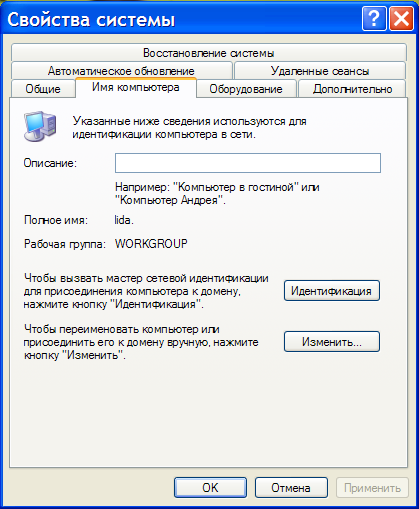 Свойства системы
Восстановление системы
Автоматическое обновление
Удаленные сеансы
Общие
Имя компьютера
Оборудование
Дополнительно
Указанные ниже сведения используются для
идентификации компьютера в сети.
Описание:
Например: "Компьютер в гостиной" или
"Компьютер Андрея".
Полное имя:
lida.
Рабочая группа:
WORKGROUP
Чтобы вызвать мастер сетевой идентификации
для присоединения компьютера к домену,
нажмите кнопку "Идентификация".
Идентификация
Чтобы переименовать компьютер или
присоединить его к домену вручную, нажмите
кнопку "Изменить".
Изменить...
OK
Отмена
Применить